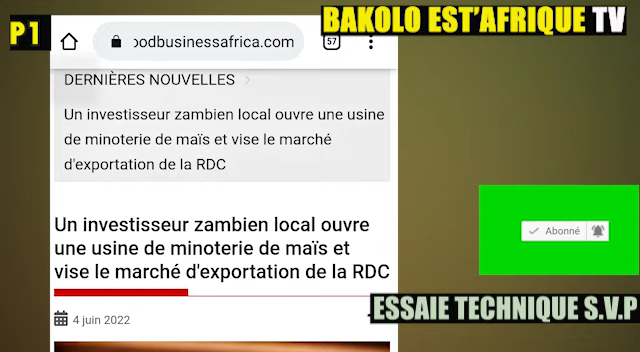 P1
BAKOLO EST'AFRIQUE TV
oodbusinessafrica.com
57
DERNIÈRES NOUVELLES
Un investisseur zambien local ouvre une usine
de minoterie de maïs et vise le marché
d'exportation de la RDC
Un investisseur zambien local ouvre
une usine de minoterie de maïs et
vise le marché d'exportation de la RDC
Abonné
4 juin 2022
ESSAIE TECHNIQUE S.V.P